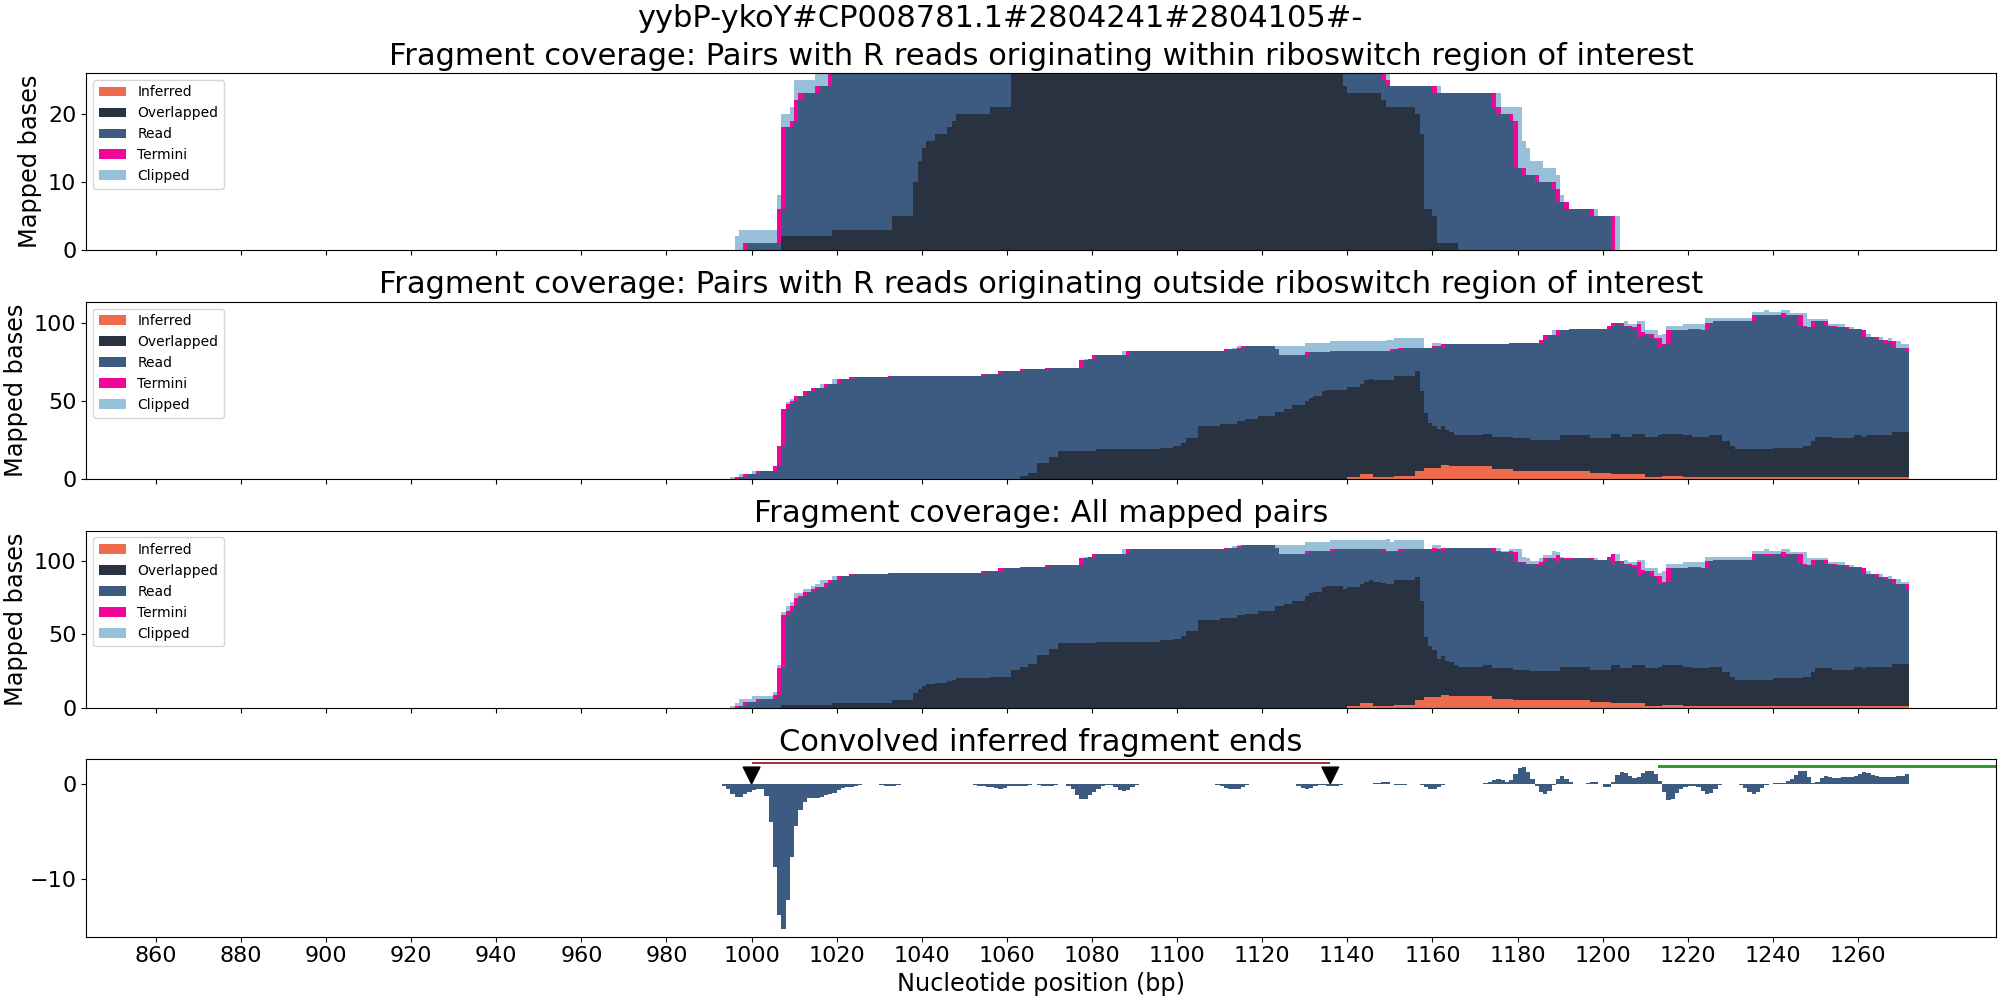 yybP-ykoY#CP008781.1#2804241#2804105#-
Fragment coverage: Pairs with R reads originating within riboswitch region of interest
Mapped bases
20
10
0
Inferred
Overlapped
Read
Termini
Clipped
Fragment coverage: Pairs with R reads originating outside riboswitch region of interest
Mapped bases
100
50
0
Inferred
Overlapped
Read
Termini
Clipped
Fragment coverage: All mapped pairs
Mapped bases
100
50
0
Inferred
Overlapped
Read
Termini
Clipped
Convolved inferred fragment ends
0
−10
860 880 900 920 940 960 980 1000 1020 1040 1060 1080 1100 1120 1140 1160 1180 1200 1220 1240 1260
Nucleotide position (bp)